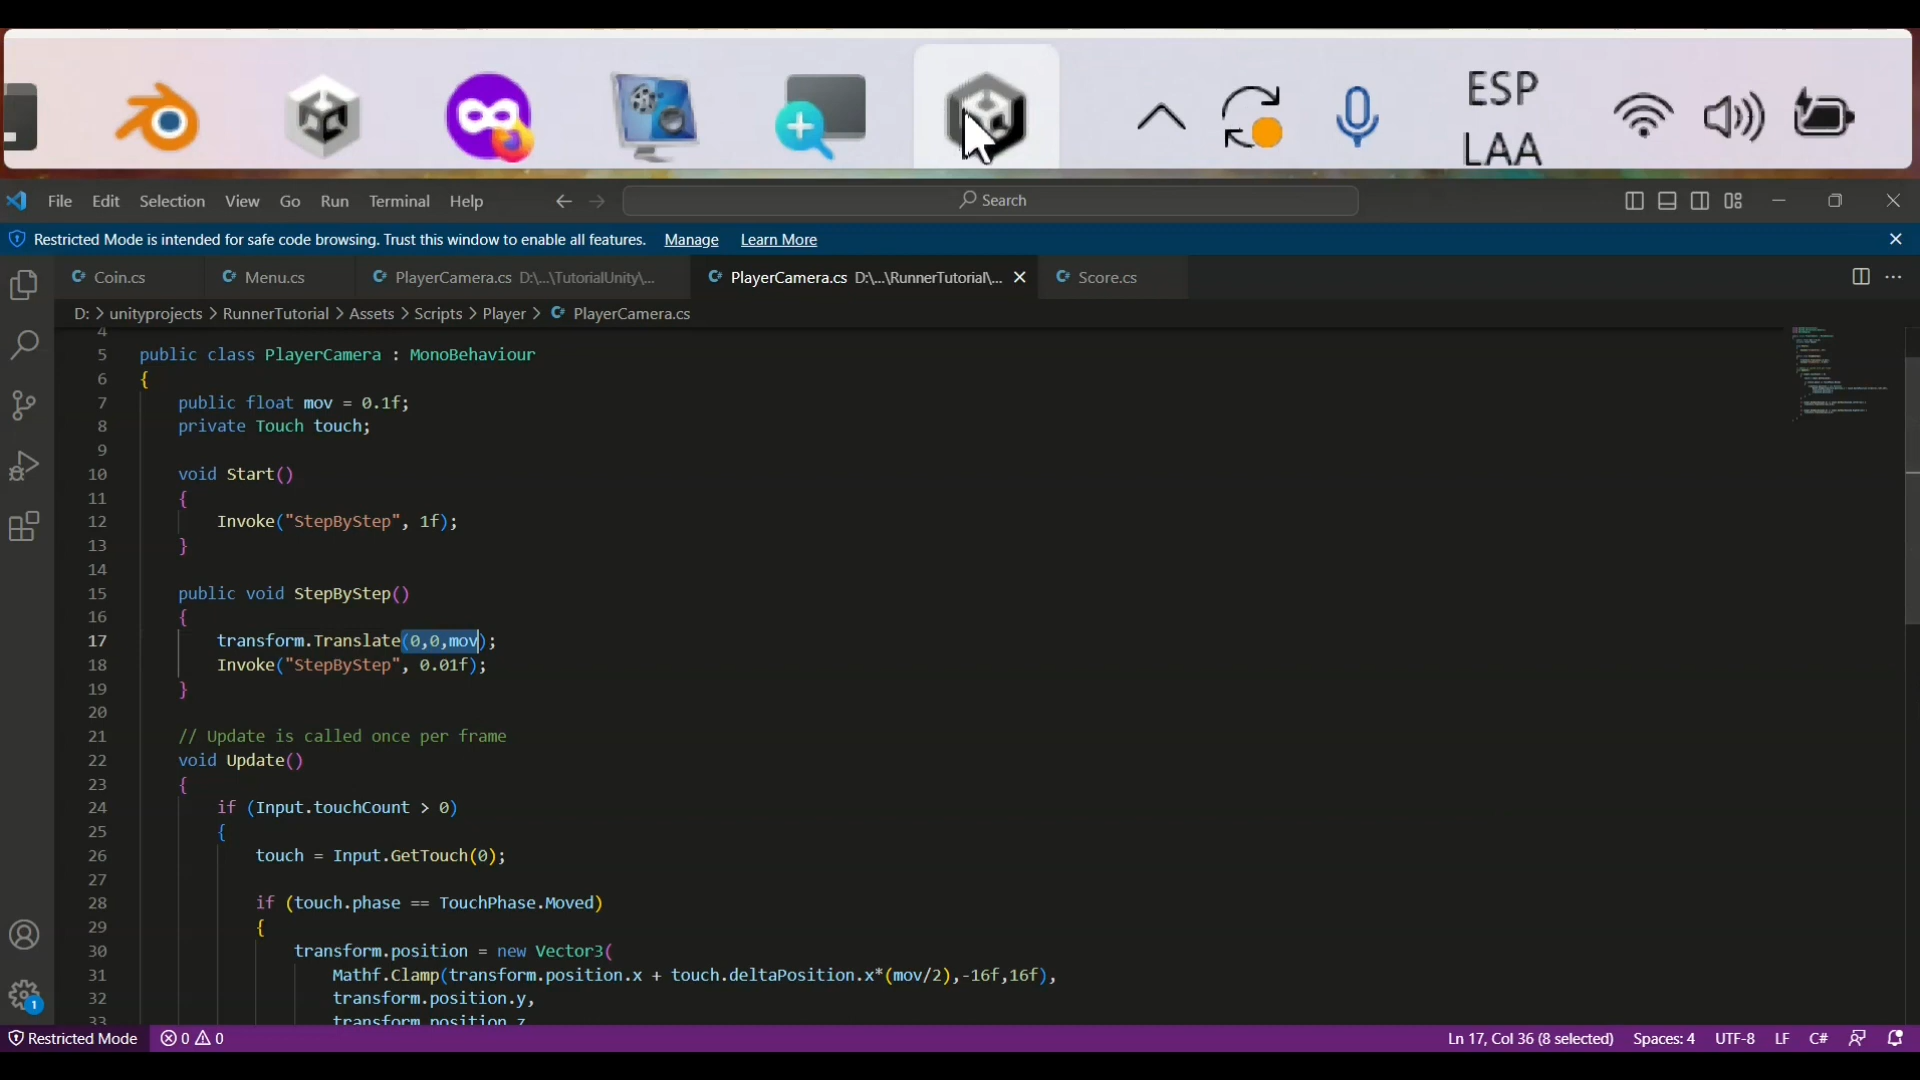 ESP
LAA
File Edit Selection View Go Run Terminal Help
Search
Restricted Mode is intended for safe code browsing. Trust this window to enable all features. Manage Learn More
Coin.cs Menu.cs PlayerCamera.cs D:\...\TutorialUnity\... PlayerCamera.cs D:\...\RunnerTutorial\... Score.cs
D: > unityprojects > RunnerTutorial > Assets > Scripts > Player > PlayerCamera.cs
4
5 public class PlayerCamera : MonoBehaviour
6 {
7 public float mov = 0.1f;
8 private Touch touch;
9
10 void Start()
11 {
12 Invoke("StepByStep", 1f);
13 }
14
15 public void StepByStep()
16 {
17 transform.Translate(0,0,mov);
18 Invoke("StepByStep", 0.01f);
19 }
20
21 // Update is called once per frame
22 void Update()
23 {
24 if (Input.touchCount > 0)
25 {
26 touch = Input.GetTouch(0);
27
28 if (touch.phase == TouchPhase.Moved)
29 {
30 transform.position = new Vector3(
31 Mathf.Clamp(transform.position.x + touch.deltaPosition.x*(mov/2),-16f,16f),
32 transform.position.y,
33 transform.position.z
1
Restricted Mode 0 0 Ln 17, Col 36 (8 selected) Spaces: 4 UTF-8 LF C#